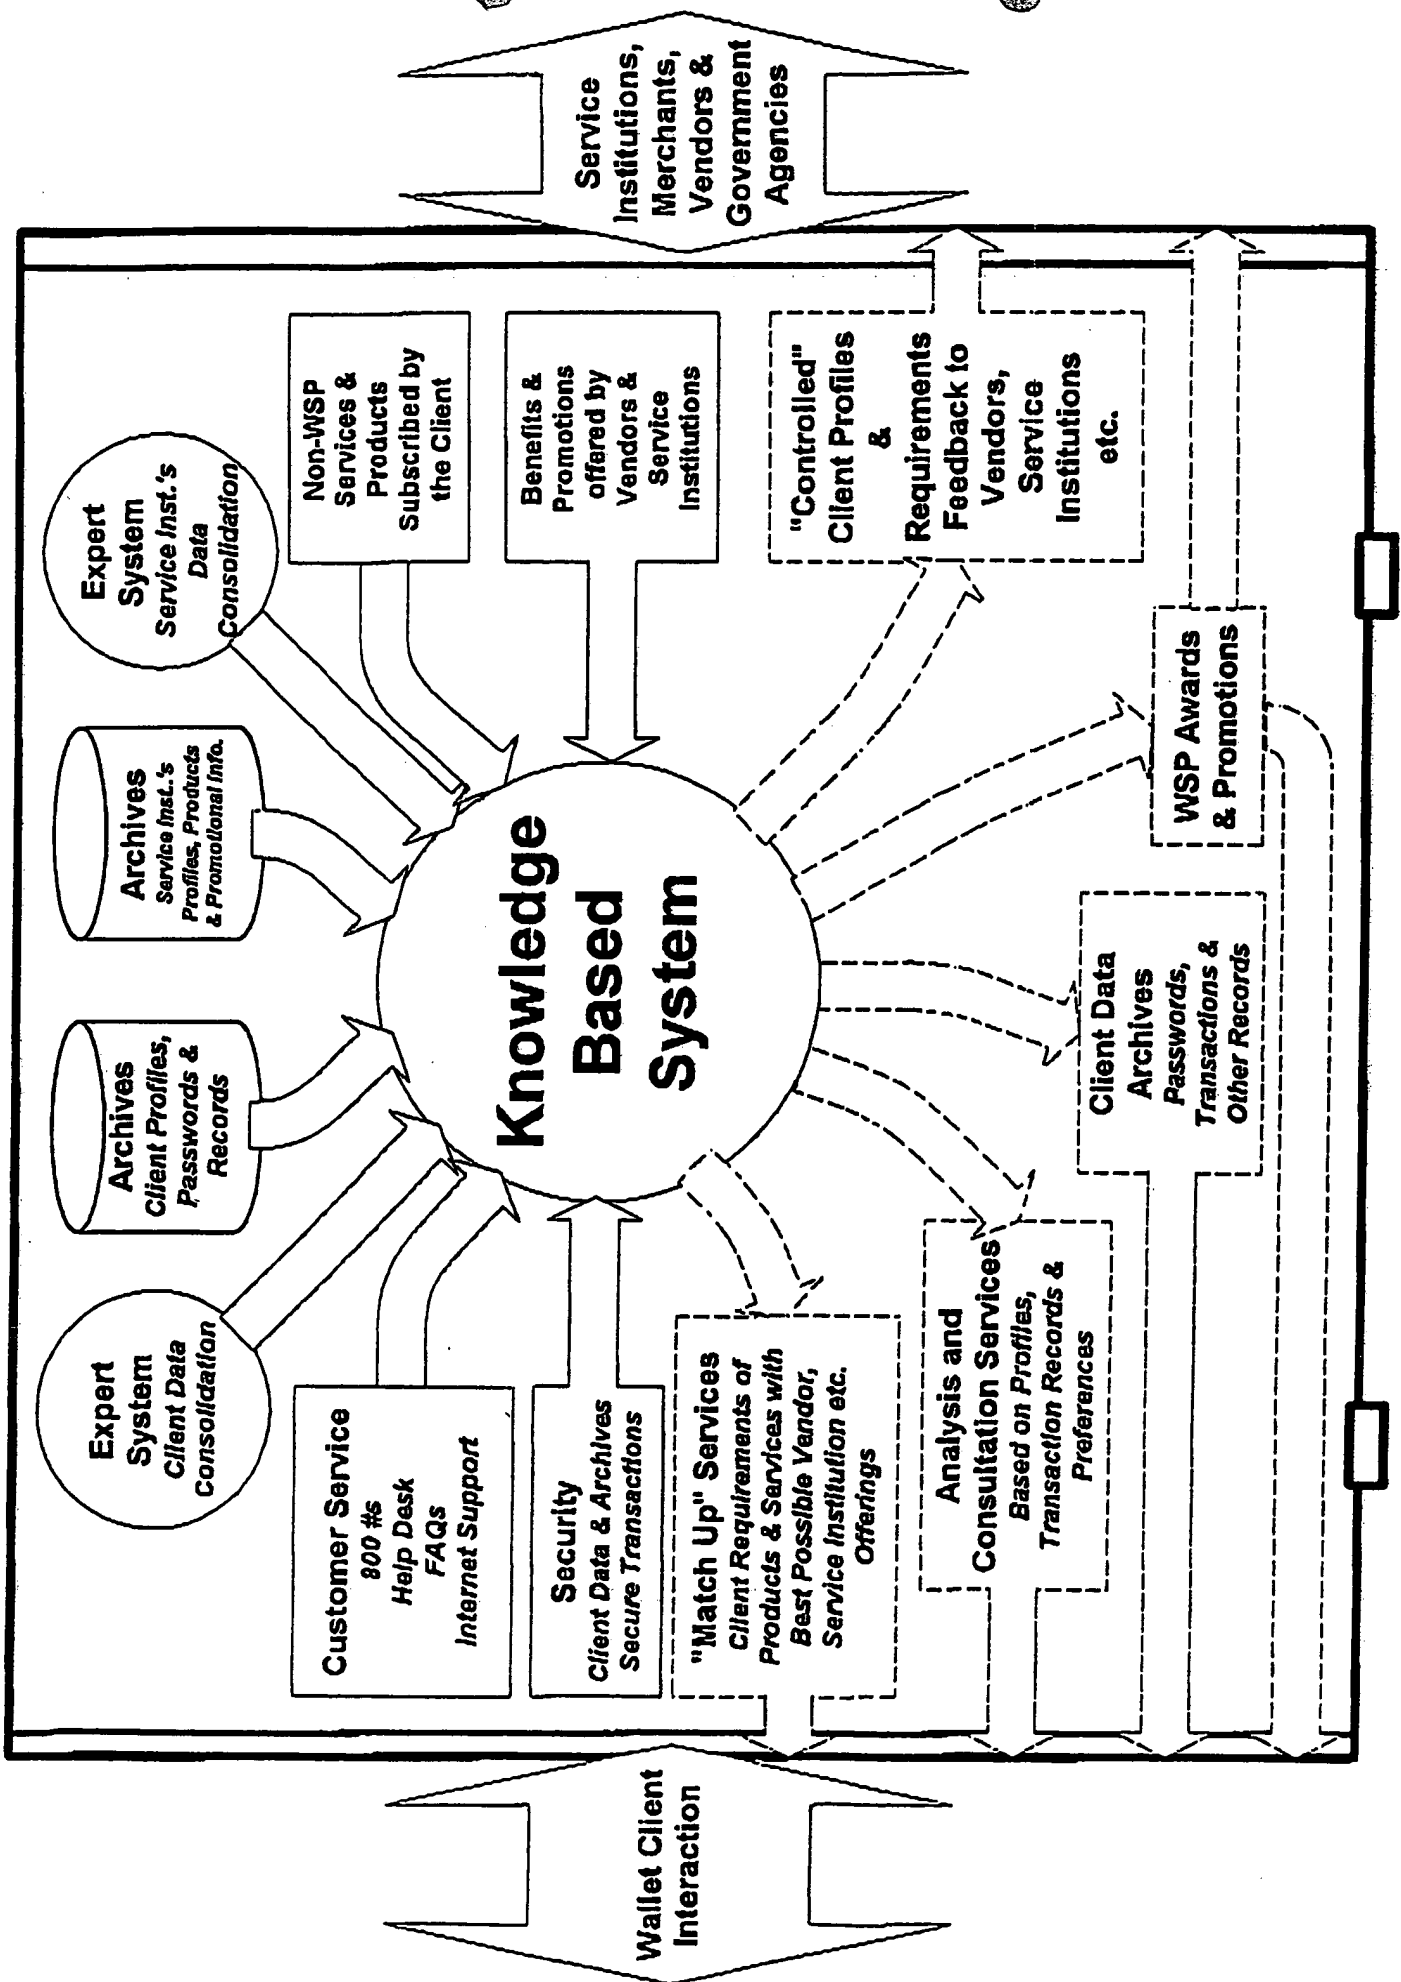 Wallet Client
Interaction
Expert
System
Client Data
Consolidation
Archives
Client Profiles,
Passwords &
Records
Archives
Service Inst.'s
Profiles, Products
& Promotional Info.
Expert
System
Service Inst.'s
Data
Consolidation
Customer Service
800 #s
Help Desk
FAQs
Internet Support
Non-WSP
Services &
Products
Subscribed by
the Client
Security
Client Data & Archives
Secure Transactions
Knowledge
Based
System
Benefits &
Promotions
offered by
Vendors &
Service
Institutions
"Match Up" Services
Client Requirements of
Products & Services with
Best Possible Vendor,
Service Institution etc.
Offerings
"Controlled"
Client Profiles
&
Requirements
Feedback to
Vendors,
Service
Institutions
etc.
Analysis and
Consultation Services
Based on Profiles,
Transaction Records &
Preferences
Client Data
Archives
Passwords,
Transactions &
Other Records
WSP Awards
& Promotions
Service
Institutions,
Merchants,
Vendors &
Government
Agencies